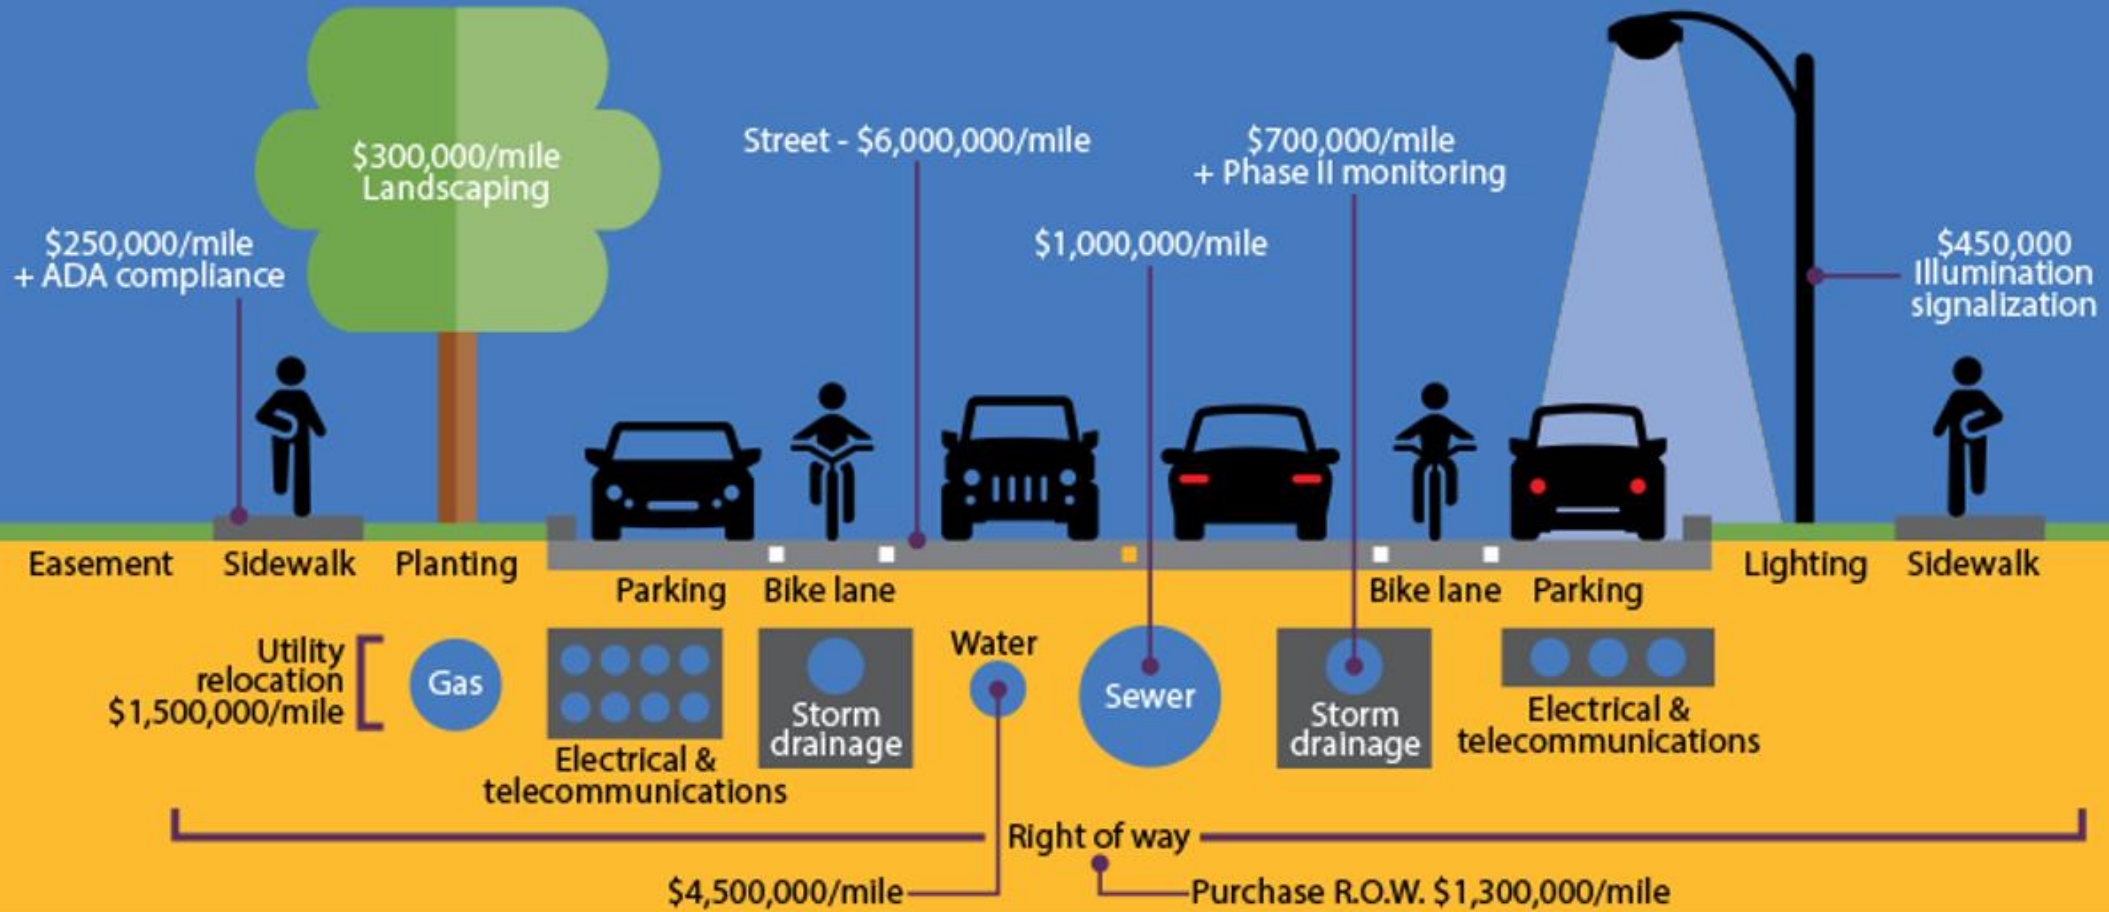 $300,000/mile
Landscaping
Street - $6,000,000/mile
$700,000/mile
+ Phase II monitoring
$250,000/mile
+ ADA compliance
$1,000,000/mile
$450,000
Illumination
signalization
Easement
Sidewalk
Planting
Parking
Bike lane
Bike lane
Parking
Lighting
Sidewalk
Utility
relocation
$1,500,000/mile
Gas
Electrical &
telecommunications
Storm
drainage
Water
Sewer
Storm
drainage
Electrical &
telecommunications
Right of way
$4,500,000/mile
Purchase R.O.W. $1,300,000/mile